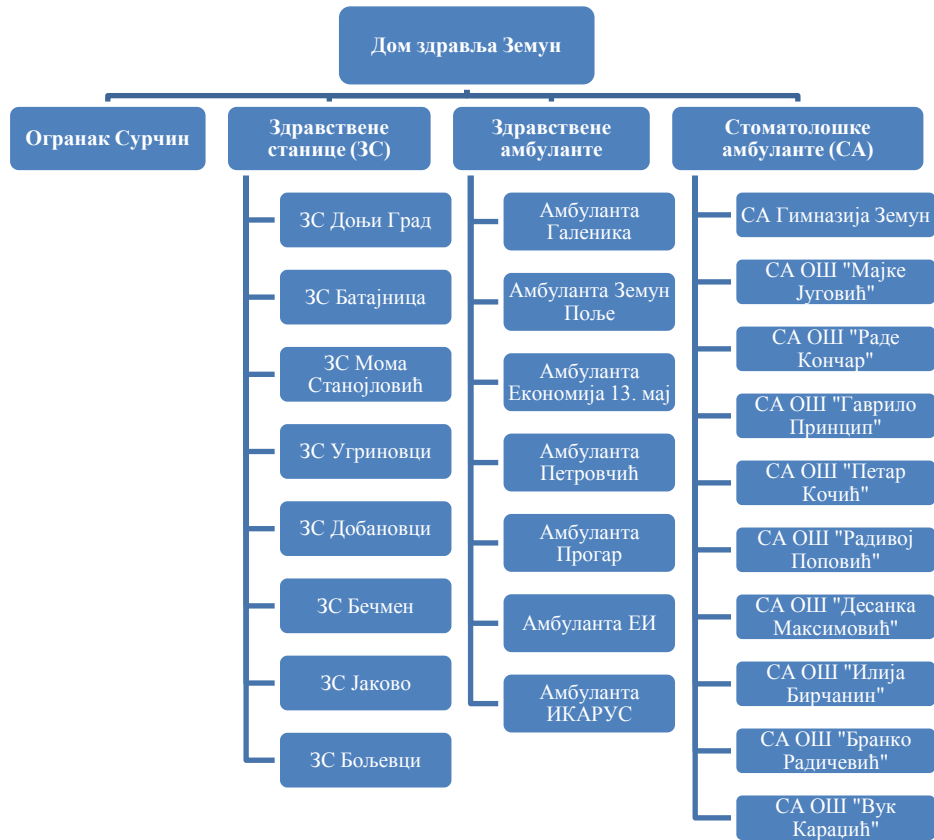 Дом здравља Земун
Огранак Сурчин
Здравствене
станице (ЗС)
ЗС Доњи Град
ЗС Батајница
ЗС Мома
Станојловић
ЗС Угриновци
ЗС Добановци
ЗС Бечмен
ЗС Јаково
ЗС Бољевци
Здравствене
амбуланте
Амбуланта
Галеника
Амбуланта Земун
Поље
Амбуланта
Економија 13. мај
Амбуланта
Петровчић
Амбуланта
Прогар
Амбуланта ЕИ
Амбуланта
ИКАРУС
Стоматолошке
амбуланте (СА)
СА Гимназија Земун
СА ОШ "Мајке
Југовић"
СА ОШ "Раде
Кончар"
СА ОШ "Гаврило
Принцип"
СА ОШ "Петар
Кочић"
СА ОШ "Радивој
Поповић"
СА ОШ "Десанка
Максимовић"
СА ОШ "Илија
Бирчанин"
СА ОШ "Бранко
Радичевић"
СА ОШ "Вук
Караџић"